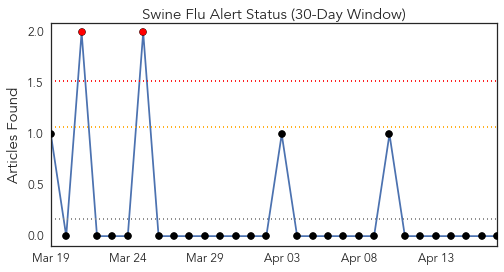 Swine Flu Alert Status (30-Day Window)
Articles Found
2.0
1.5
1.0
0.5
0.0
Mar 19 Mar 24 Mar 29 Apr 03 Apr 08 Apr 13